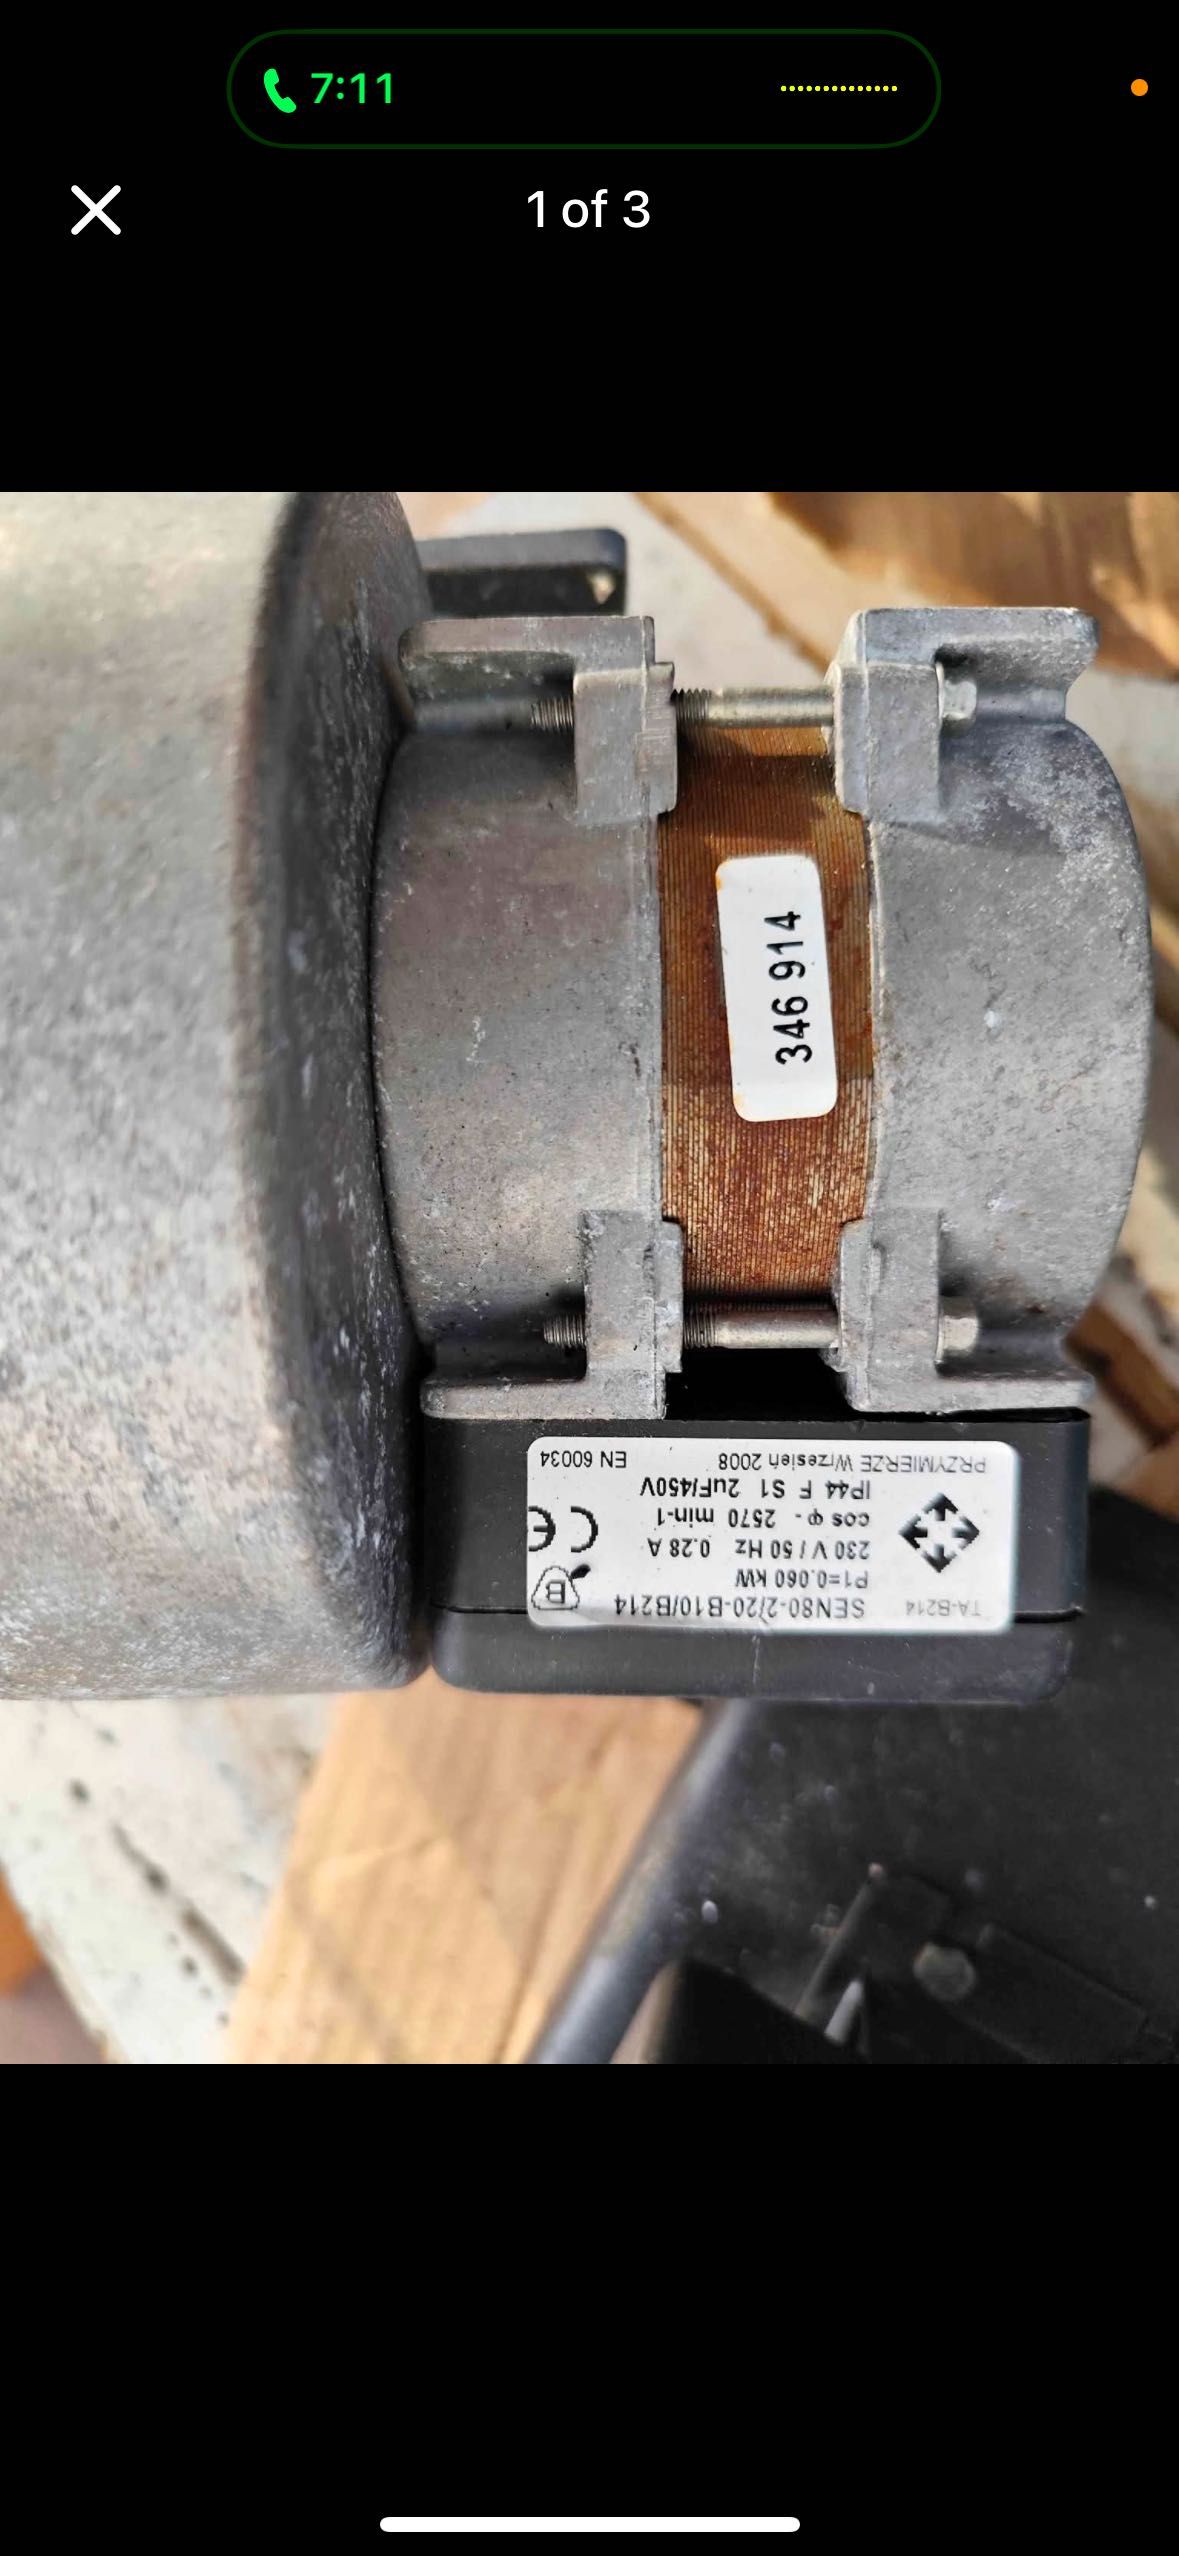 7:11
1 of 3
346 914
TA-B214
SEN80-2/20-B10/B214
P1=0.060 kW
230 V / 50 Hz 0.28 A
cos φ - 2570 min-1
IP44 F S1 2uF/450V
PRZYMIERZE Wrzesień 2008 EN 60034
B
CE